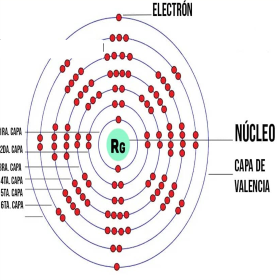 ELECTRÓN
1RA. CAPA
2DA. CAPA
3RA. CAPA
4TA. CAPA
5TA. CAPA
6TA. CAPA
RG
NÚCLEO
CAPA DE
VALENCIA